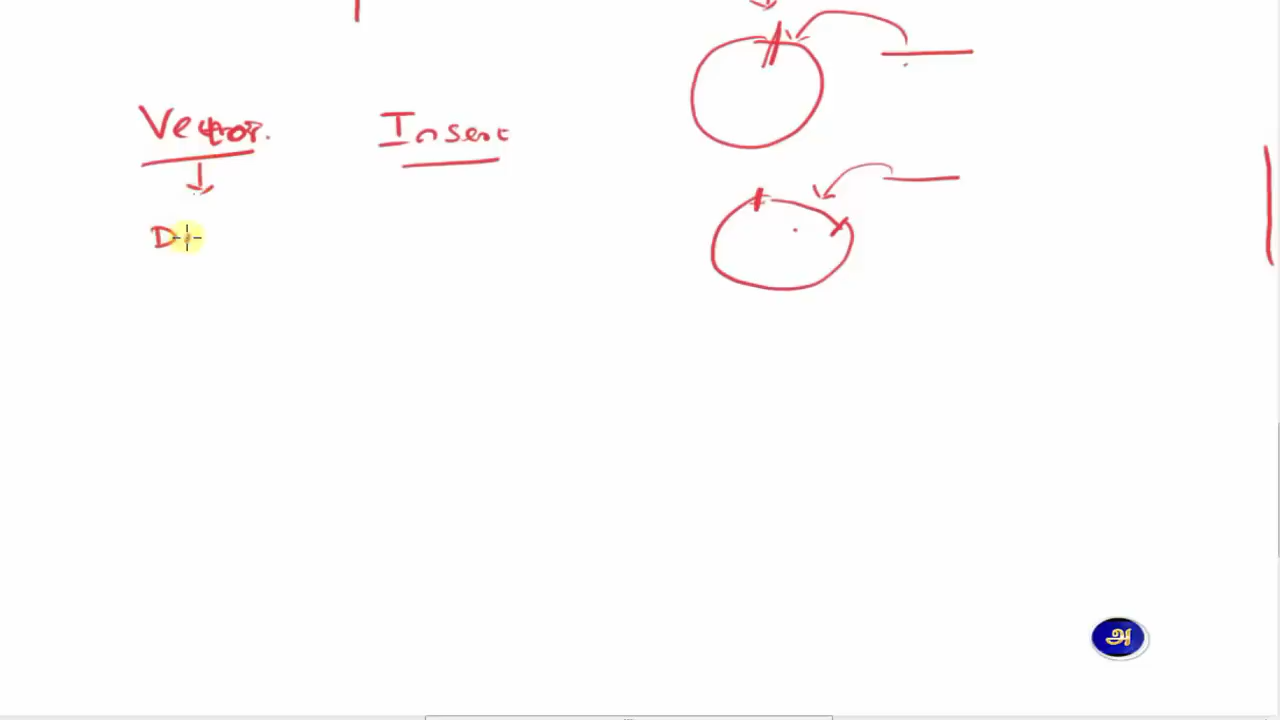 Vector. Insert
D
அ